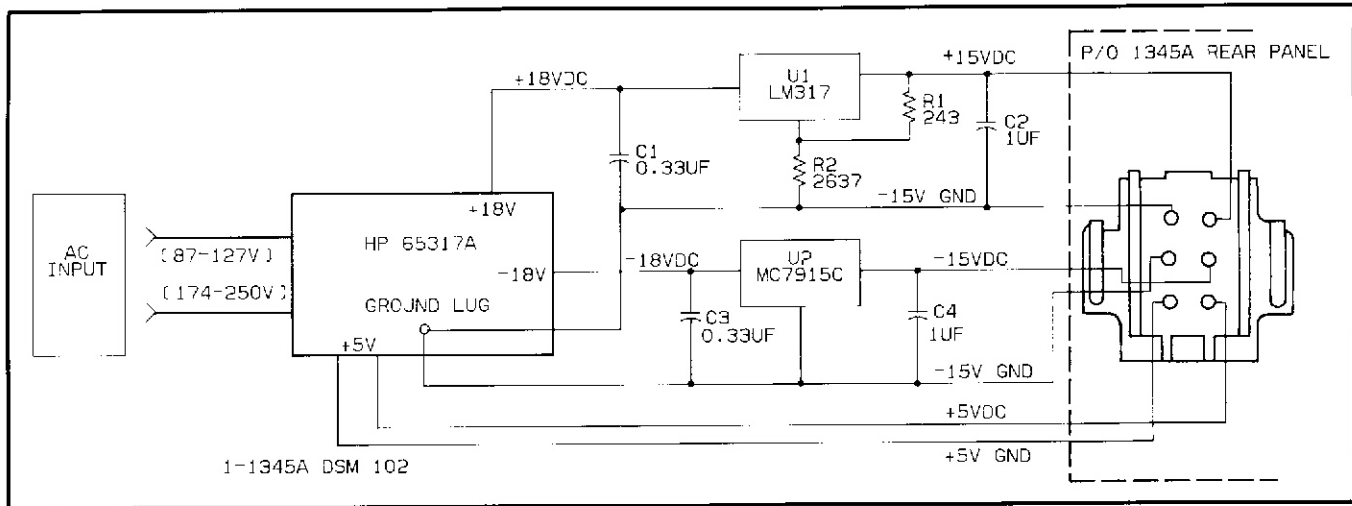 P/O 1345A REAR PANEL
+15VDC
+18VDC
U1
LM317
R1
243
C2
1UF
C1
0.33UF
R2
2637
-15V GND
+18V
HP 65317A
AC
INPUT
(87-127V)
(174-250V)
-18V
-18VDC
U2
MC7915C
-15VDC
GROUND LUG
C3
0.33UF
C4
1UF
+5V
-15V GND
+5VDC
+5V GND
1-1345A DSM 102